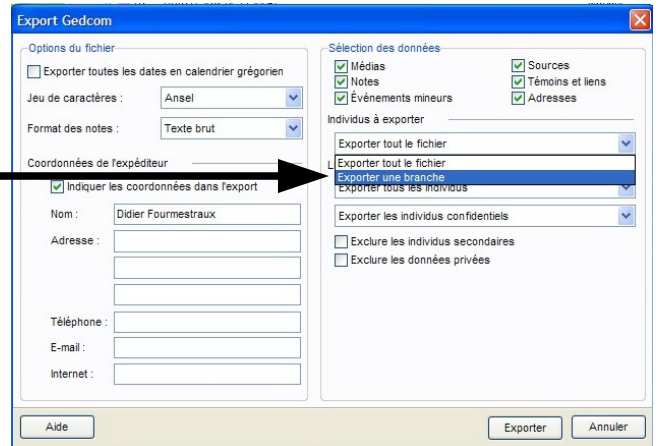 Export Gedcom
Options du fichier
Exporter toutes les dates en calendrier grégorien
Jeu de caractères :
Ansel
Format des notes :
Texte brut
Coordonnées de l'expéditeur
Indiquer les coordonnées dans l'export
Nom :
Didier Fourmestraux
Adresse :
Téléphone :
E-mail :
Internet :
Sélection des données
Médias
Sources
Notes
Témoins et liens
Événements mineurs
Adresses
Individus à exporter
Exporter tout le fichier
Exporter tout le fichier
Exporter une branche
Exporter tous les individus
Exporter les individus confidentiels
Exclure les individus secondaires
Exclure les données privées
Aide
Exporter
Annuler